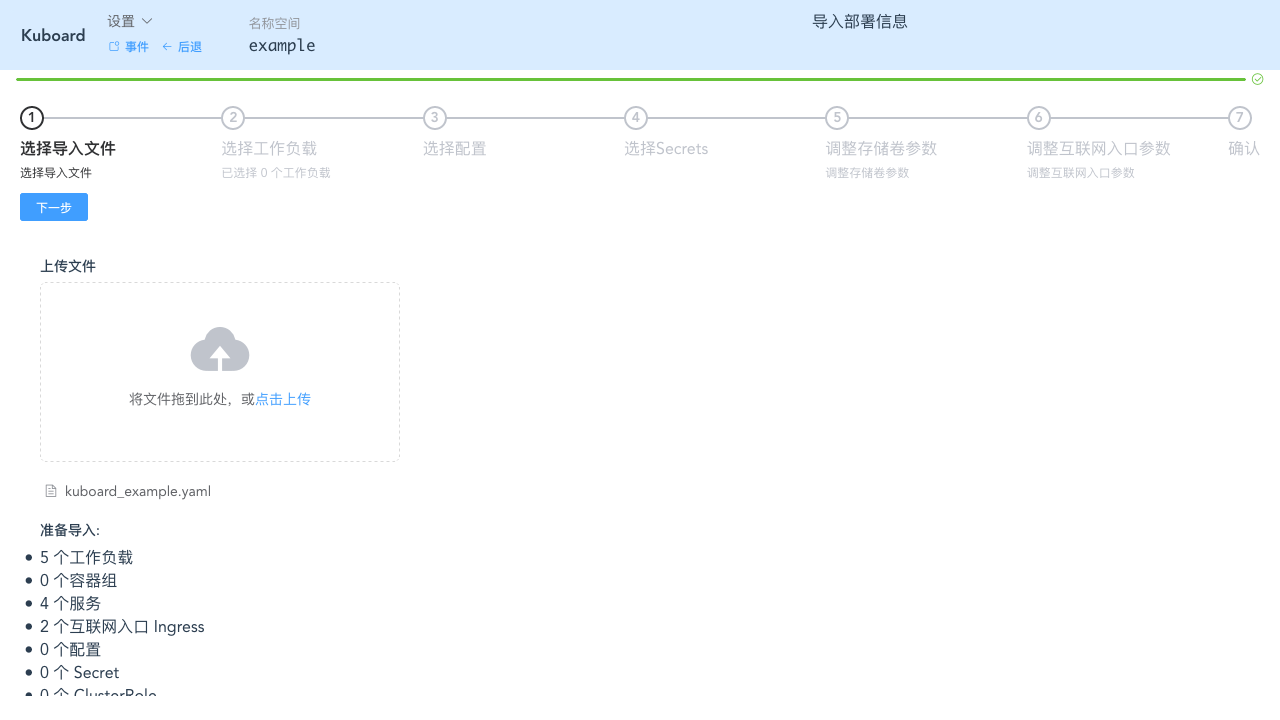 Kuboard
设置
事件 后退
名称空间
example
导入部署信息
1 2 3 4 5 6 7
选择导入文件 选择工作负载 选择配置 选择Secrets 调整存储卷参数 调整互联网入口参数 确认
选择导入文件 已选择 0 个工作负载 调整存储卷参数 调整互联网入口参数
下一步
上传文件
将文件拖到此处，或点击上传
kuboard_example.yaml
准备导入:
5 个工作负载
0 个容器组
4 个服务
2 个互联网入口 Ingress
0 个配置
0 个 Secret
0 个 ClusterRole